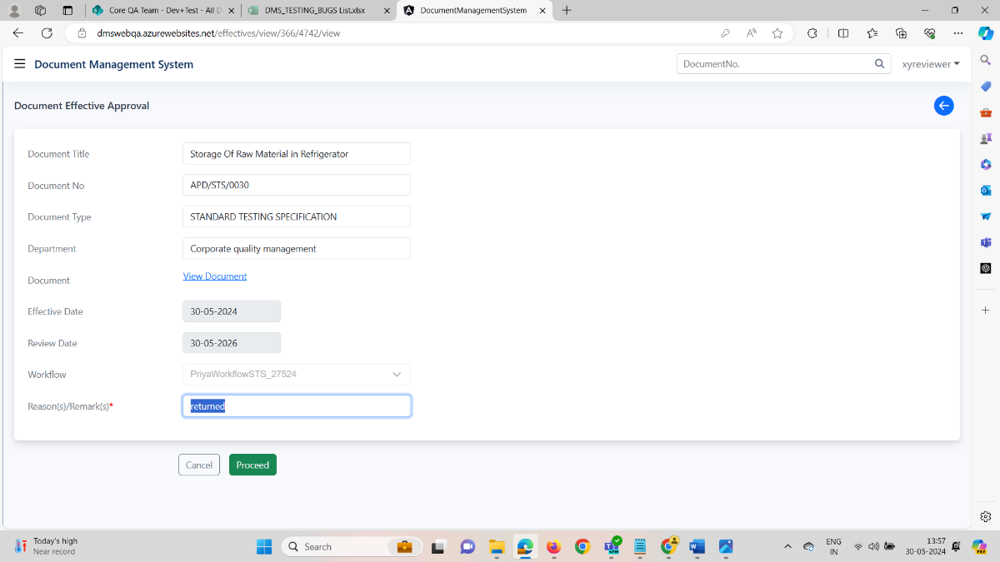 Core QA Team - Dev+Test - All D
DMS_TESTING_BUGS List.xlsx
DocumentManagementSystem
dmswebqa.azurewebsites.net/effectives/view/366/4742/view
Document Management System
DocumentNo.
xyreviewer
Document Effective Approval
Document Title
Storage Of Raw Material in Refrigerator
Document No
APD/STS/0030
Document Type
STANDARD TESTING SPECIFICATION
Department
Corporate quality management
Document
View Document
Effective Date
30-05-2024
Review Date
30-05-2026
Workflow
PriyaWorkflowSTS_27524
Reason(s)/Remark(s)*
returned
Cancel
Proceed
Today's high
Near record
Search
NEW
ENG
IN
13:57
30-05-2024
PRE